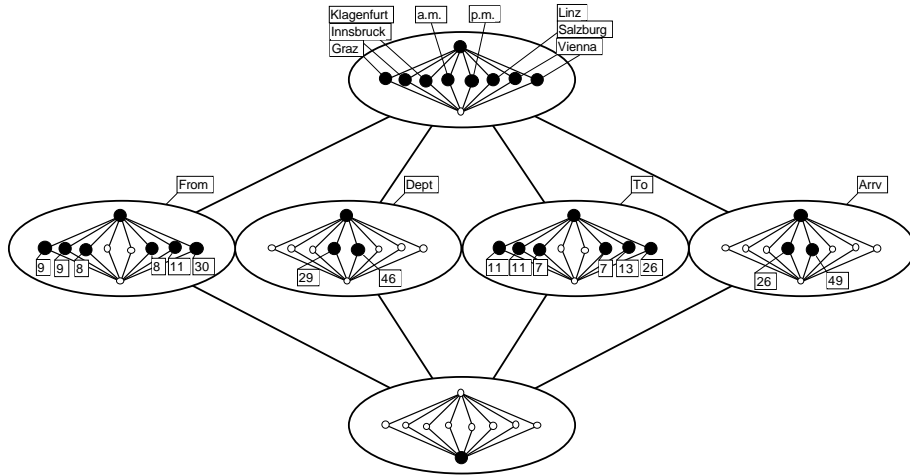 Klagenfurt a.m. p.m. Linz
Innsbruck Salzburg
Graz Vienna
From Dept To Arrv
9 9 8 8 11 30 29 46 11 11 7 7 13 26 26 49